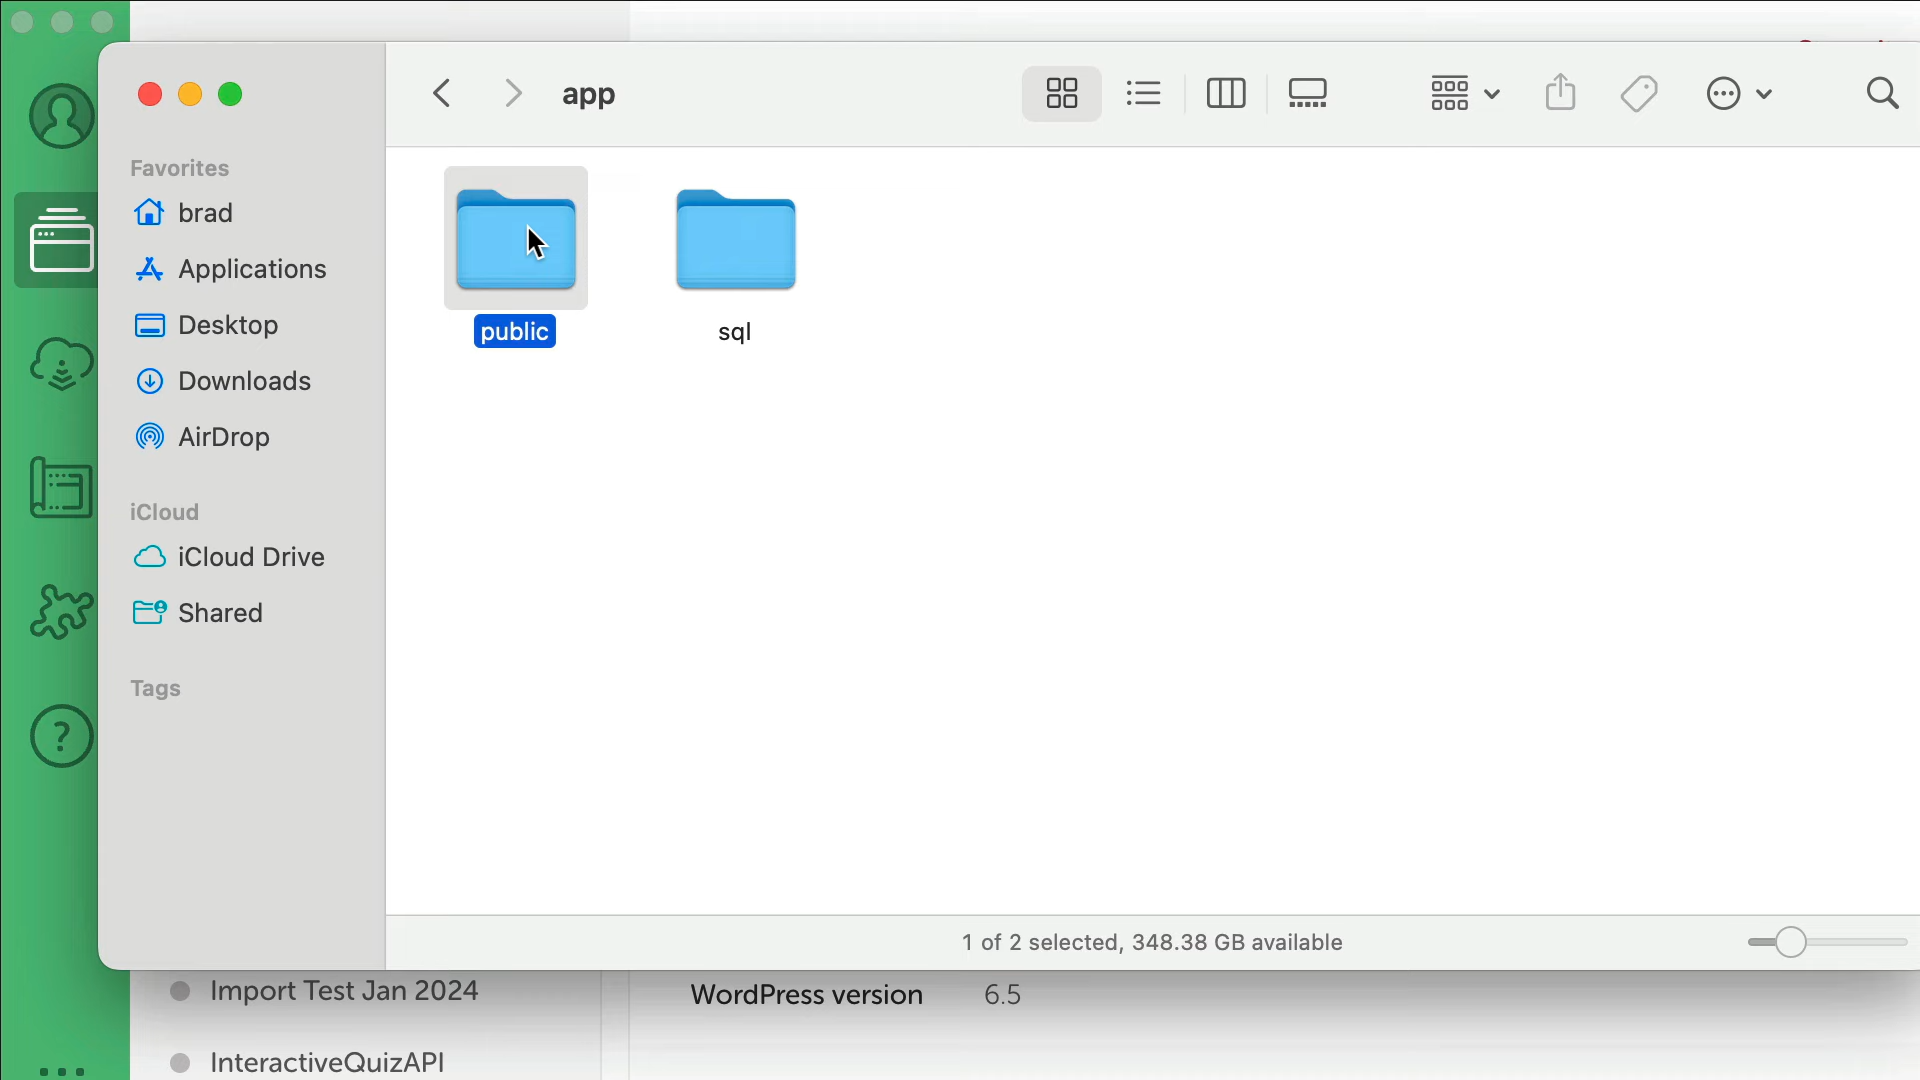 app
Favorites
brad
Applications
Desktop
Downloads
AirDrop
iCloud
iCloud Drive
Shared
Tags
public
sql
1 of 2 selected, 348.38 GB available
Import Test Jan 2024
InteractiveQuizAPI
WordPress version 6.5